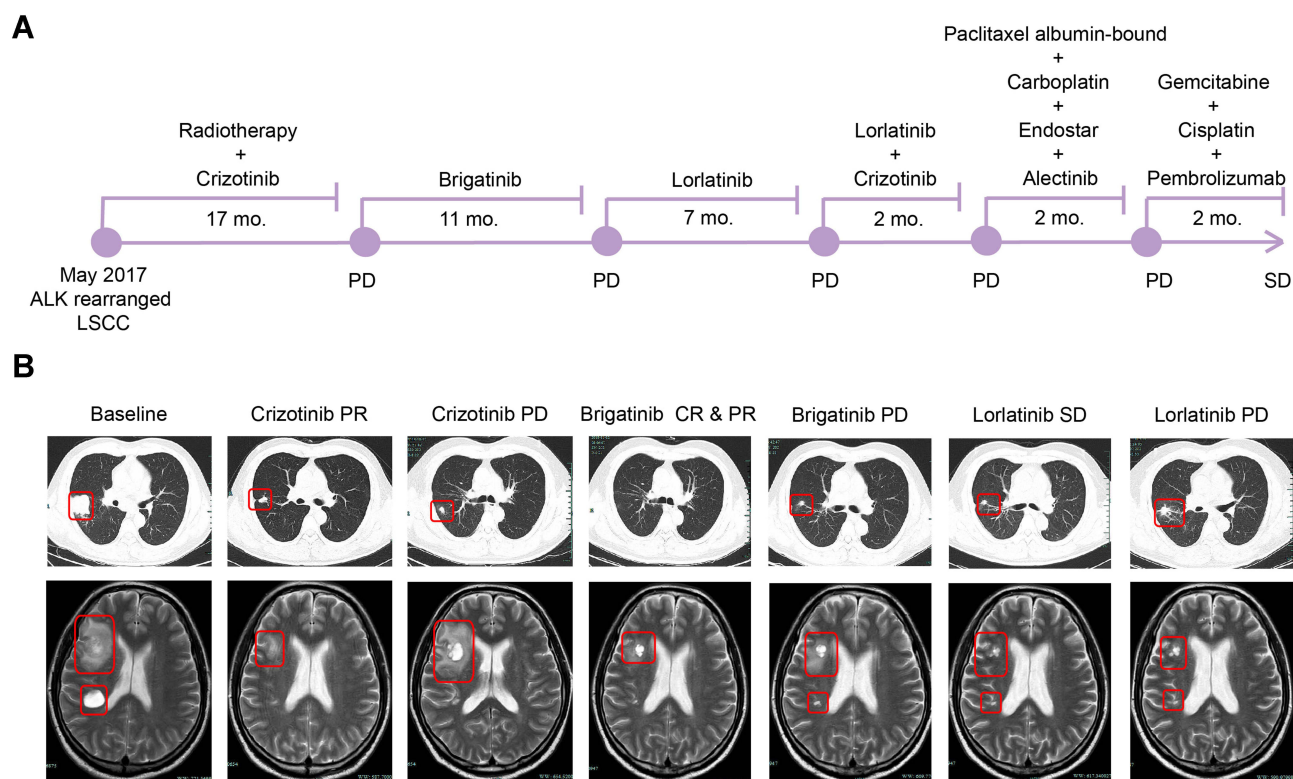 A
Radiotherapy
+
Crizotinib
17 mo.
Brigatinib
11 mo.
Lorlatinib
7 mo.
Lorlatinib
+
Crizotinib
2 mo.
Paclitaxel albumin-bound
+
Carboplatin
+
Endostar
+
Alectinib
2 mo.
Gemcitabine
+
Cisplatin
+
Pembrolizumab
2 mo.
May 2017
ALK rearranged
LSCC
PD
PD
PD
PD
PD
SD
B
Baseline
Crizotinib PR
Crizotinib PD
Brigatinib CR & PR
Brigatinib PD
Lorlatinib SD
Lorlatinib PD